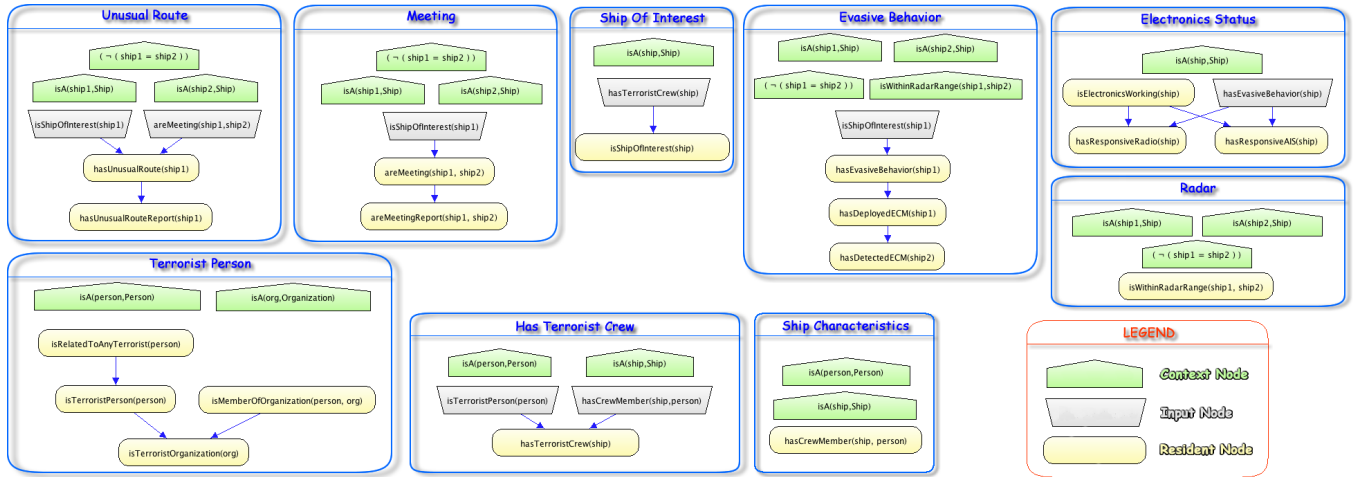 Unusual Route
( ¬ ( ship1 = ship2 ) )
isA(ship1,Ship)
isA(ship2,Ship)
isShipOfInterest(ship1)
areMeeting(ship1,ship2)
hasUnusualRoute(ship1)
hasUnusualRouteReport(ship1)
Meeting
( ¬ ( ship1 = ship2 ) )
isA(ship1,Ship)
isA(ship2,Ship)
isShipOfInterest(ship1)
areMeeting(ship1, ship2)
areMeetingReport(ship1, ship2)
Ship Of Interest
isA(ship,Ship)
hasTerroristCrew(ship)
isShipOfInterest(ship)
Evasive Behavior
isA(ship1,Ship)
isA(ship2,Ship)
( ¬ ( ship1 = ship2 ) )
isWithinRadarRange(ship1,ship2)
isShipOfInterest(ship1)
hasEvasiveBehavior(ship1)
hasDeployedECM(ship1)
hasDetectedECM(ship2)
Electronics Status
isA(ship,Ship)
isElectronicsWorking(ship)
hasEvasiveBehavior(ship)
hasResponsiveRadio(ship)
hasResponsiveAIS(ship)
Radar
isA(ship1,Ship)
isA(ship2,Ship)
( ¬ ( ship1 = ship2 ) )
isWithinRadarRange(ship1, ship2)
Terrorist Person
isA(person,Person)
isA(org,Organization)
isRelatedToAnyTerrorist(person)
isTerroristPerson(person)
isMemberOfOrganization(person, org)
isTerroristOrganization(org)
Has Terrorist Crew
isA(person,Person)
isA(ship,Ship)
isTerroristPerson(person)
hasCrewMember(ship,person)
hasTerroristCrew(ship)
Ship Characteristics
isA(person,Person)
isA(ship,Ship)
hasCrewMember(ship, person)
LEGEND
Context Node
Input Node
Resident Node